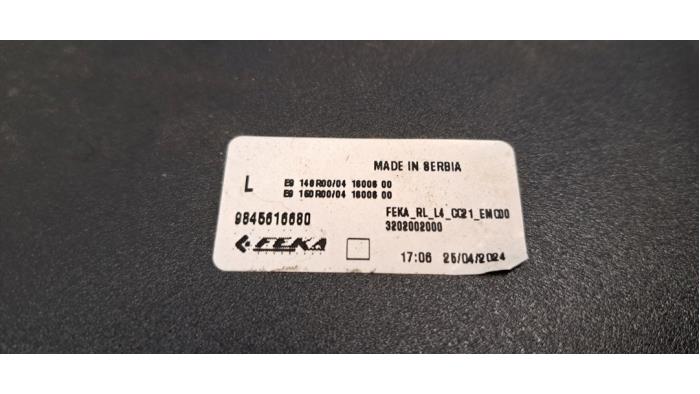 MADE IN SERBIA
L
E9 148R00/04 16006 00
E9 150R00/04 16006 00
9845616680
FEKA_RL_L4_CC21_EMC00
3202002000
FEKA
17:06 25/04/2024